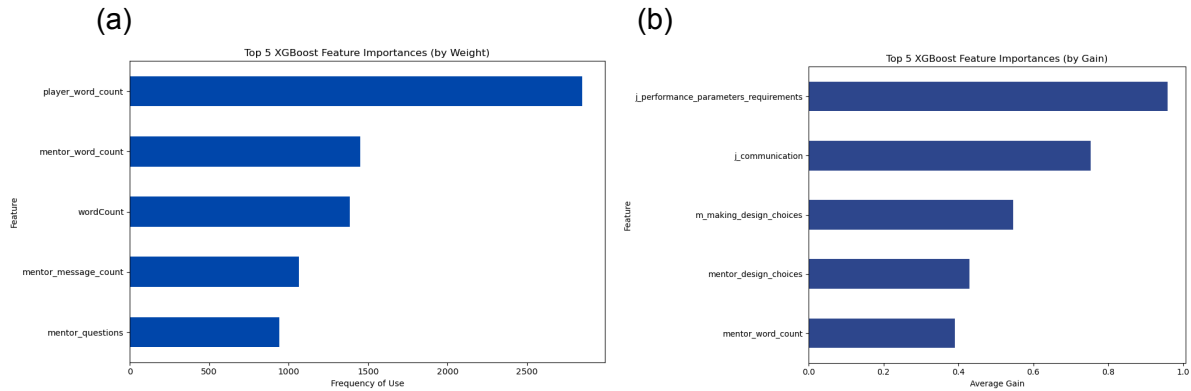 (a)
Top 5 XGBoost Feature Importances (by Weight)
Feature
player_word_count
mentor_word_count
wordCount
mentor_message_count
mentor_questions
0 500 1000 1500 2000 2500
Frequency of Use
(b)
Top 5 XGBoost Feature Importances (by Gain)
Feature
j_performance_parameters_requirements
j_communication
m_making_design_choices
mentor_design_choices
mentor_word_count
0.0 0.2 0.4 0.6 0.8 1.0
Average Gain